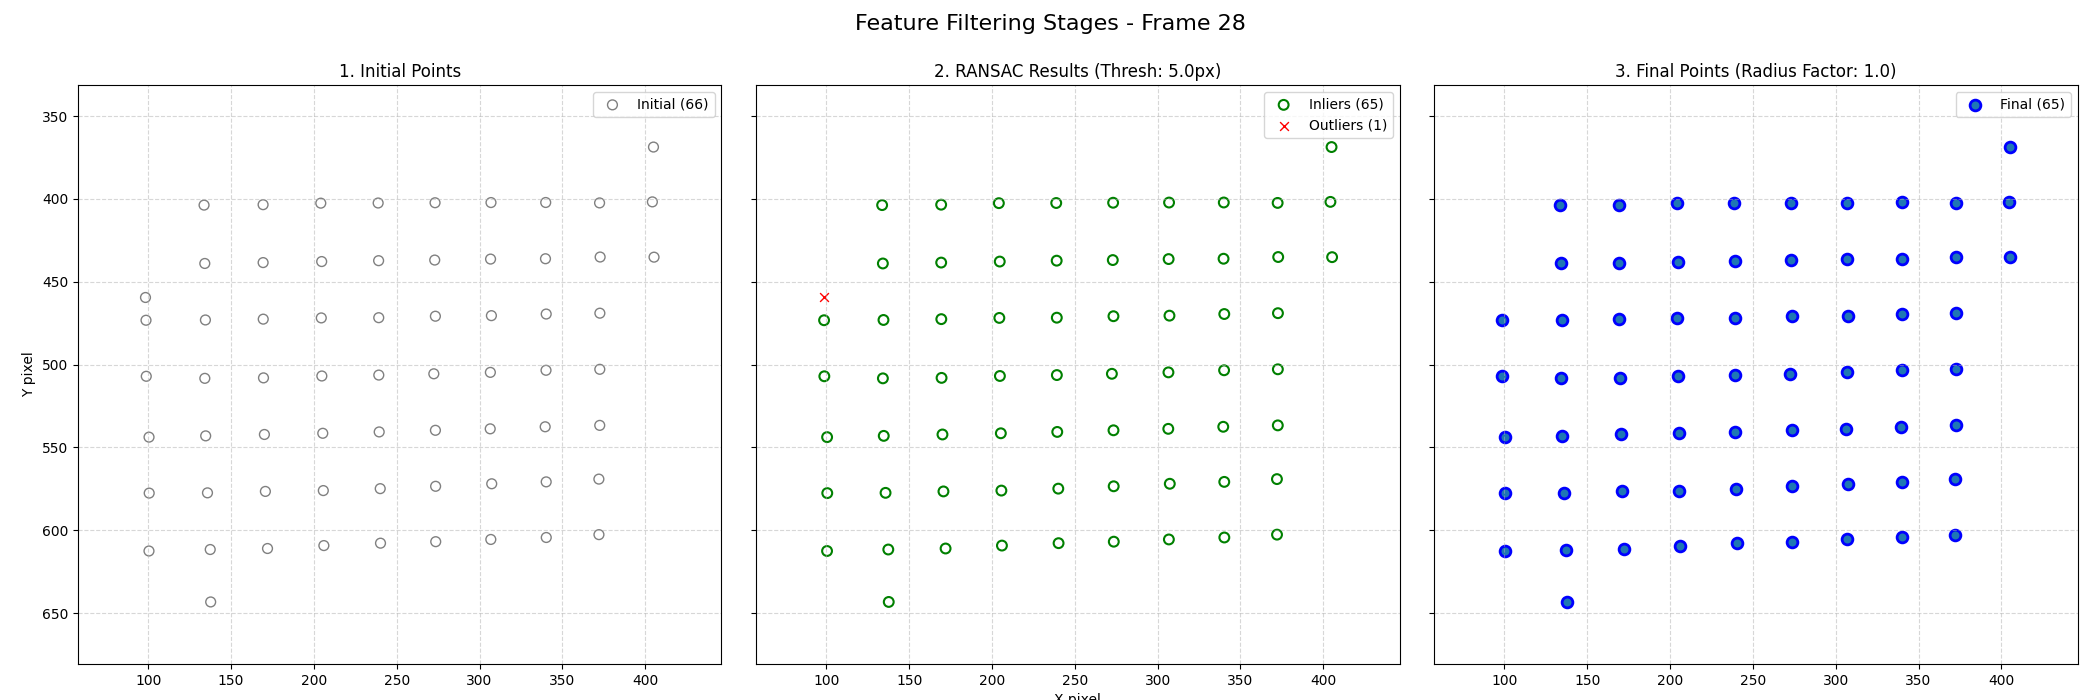 Feature Filtering Stages - Frame 28
1. Initial Points
Initial (66)
350
400
450
500
550
600
650
Y pixel
100
150
200
250
300
350
400
2. RANSAC Results (Thresh: 5.0px)
Inliers (65)
Outliers (1)
100
150
200
250
300
350
400
X pixel
3. Final Points (Radius Factor: 1.0)
Final (65)
100
150
200
250
300
350
400